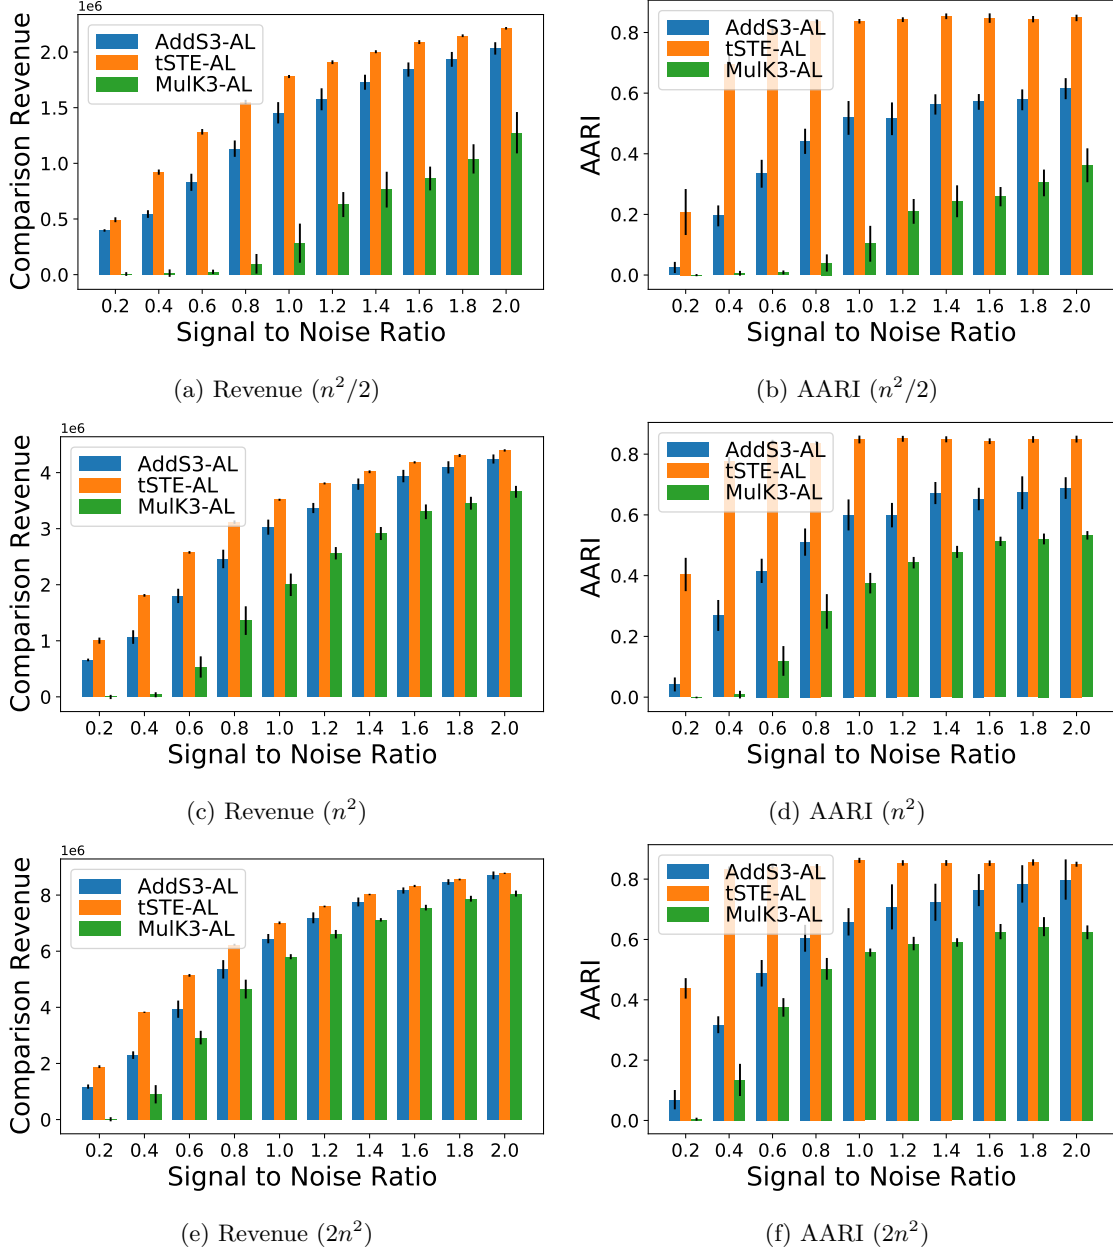 1e6
Comparison Revenue
2.0
1.5
1.0
0.5
0.0
AddS3-AL
tSTE-AL
MulK3-AL
0.2 0.4 0.6 0.8 1.0 1.2 1.4 1.6 1.8 2.0
Signal to Noise Ratio
(a) Revenue (n²/2)
AARI
0.8
0.6
0.4
0.2
0.0
AddS3-AL
tSTE-AL
MulK3-AL
0.2 0.4 0.6 0.8 1.0 1.2 1.4 1.6 1.8 2.0
Signal to Noise Ratio
(b) AARI (n²/2)
1e6
Comparison Revenue
4
3
2
1
0
AddS3-AL
tSTE-AL
MulK3-AL
0.2 0.4 0.6 0.8 1.0 1.2 1.4 1.6 1.8 2.0
Signal to Noise Ratio
(c) Revenue (n²)
AARI
0.8
0.6
0.4
0.2
0.0
AddS3-AL
tSTE-AL
MulK3-AL
0.2 0.4 0.6 0.8 1.0 1.2 1.4 1.6 1.8 2.0
Signal to Noise Ratio
(d) AARI (n²)
1e6
Comparison Revenue
8
6
4
2
0
AddS3-AL
tSTE-AL
MulK3-AL
0.2 0.4 0.6 0.8 1.0 1.2 1.4 1.6 1.8 2.0
Signal to Noise Ratio
(e) Revenue (2n²)
AARI
0.8
0.6
0.4
0.2
0.0
AddS3-AL
tSTE-AL
MulK3-AL
0.2 0.4 0.6 0.8 1.0 1.2 1.4 1.6 1.8 2.0
Signal to Noise Ratio
(f) AARI (2n²)